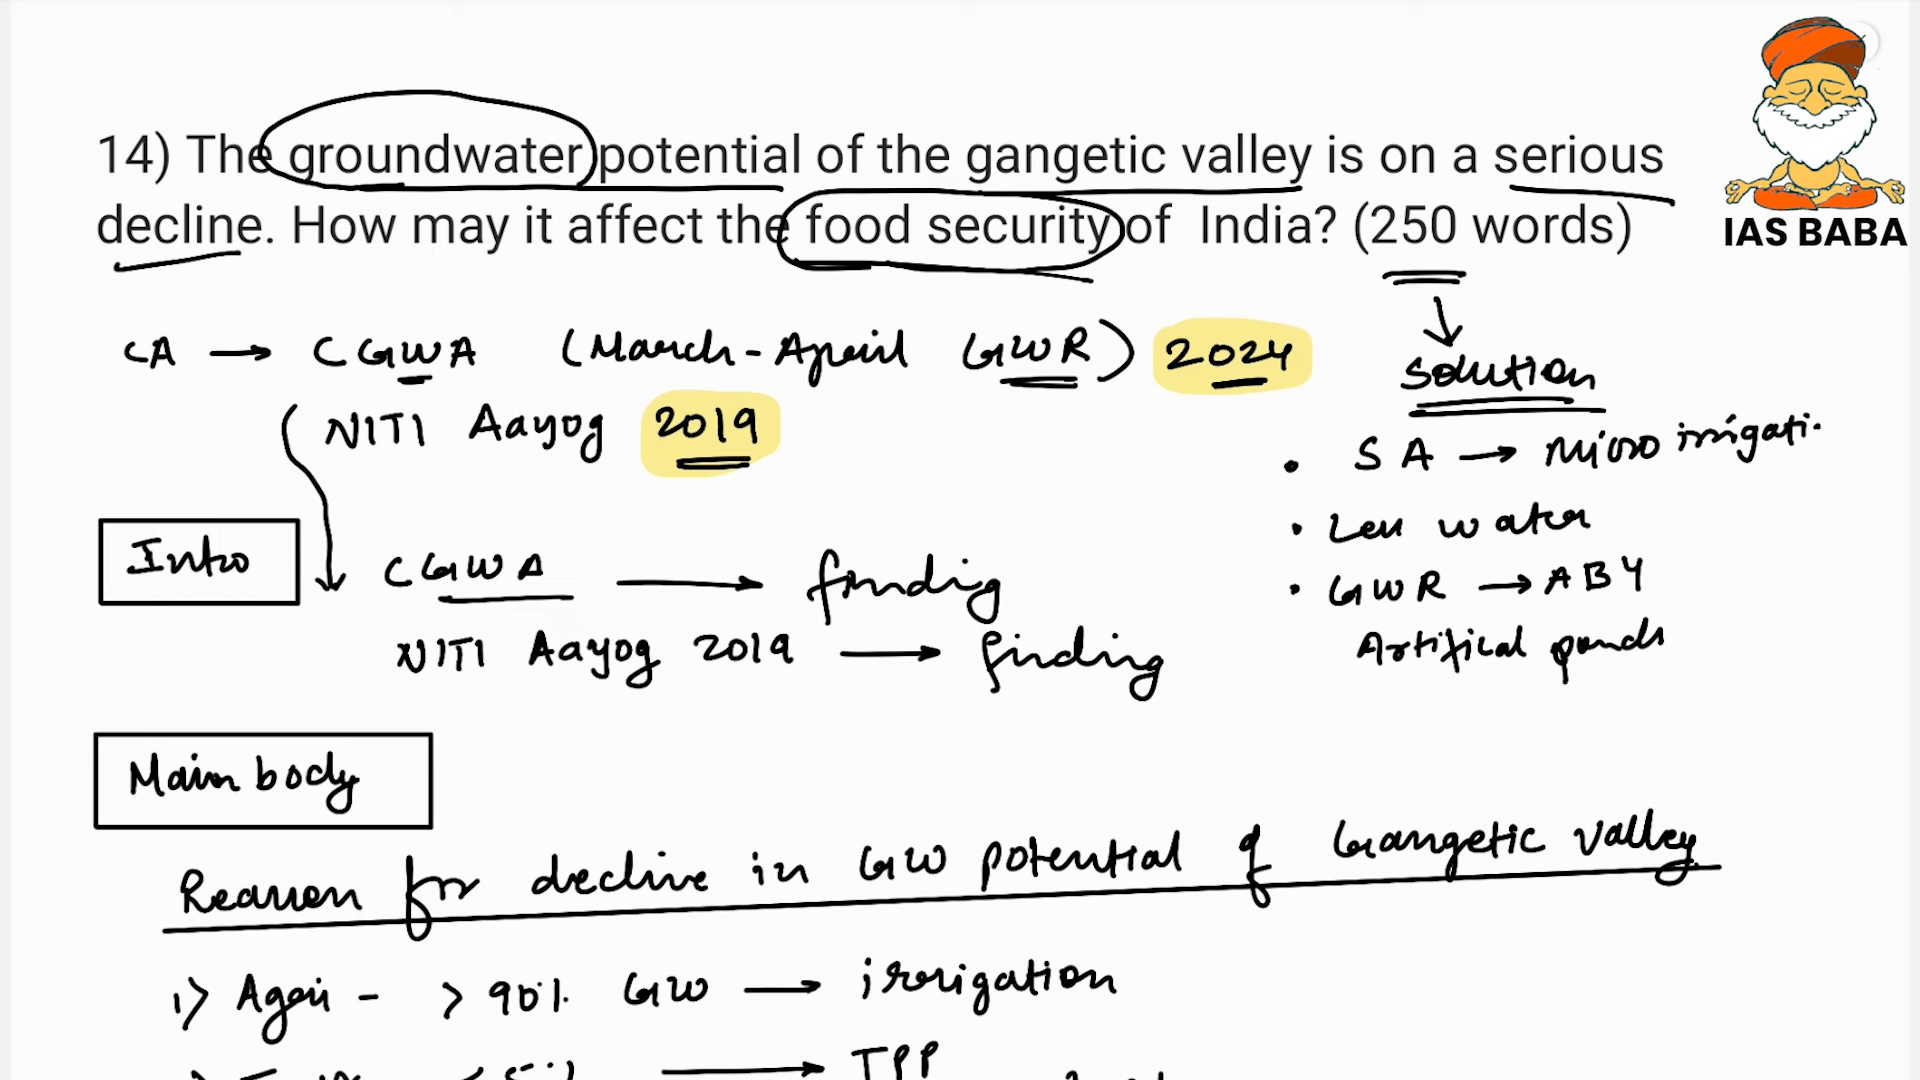 14) The groundwater potential of the gangetic valley is on a serious
decline. How may it affect the food security of India? (250 words)
IAS BABA
CA → CGWA (March-April GWR) 2024
NITI Aayog 2019
Solution
• SA → Micro irrigati.
• Less water
• GWR → ABY
Artifical ponds
Intro
CGWA → finding
NITI Aayog 2019 → finding
Main body
Reason for decline in GW potential of Gangetic Valley
1) Agri - > 90% GW → irrigation
→ TPP